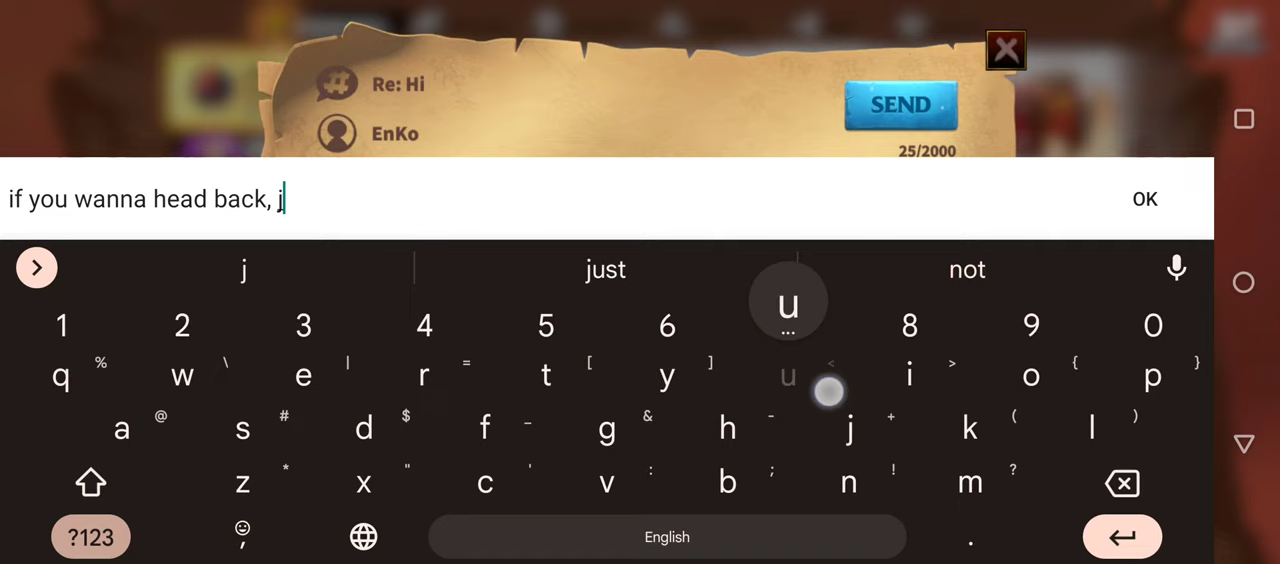 Re: Hi
SEND
EnKo
25/2000
if you wanna head back, j
OK
j just not
u
...
1 2 3 4 5 6 8 9 0
q % w \ e | r = t [ y ] u < i > o { p }
a @ s # d $ f _ g & h - j + k ( l )
z * x " c ' v : b ; n ! m ?
?123 , English .